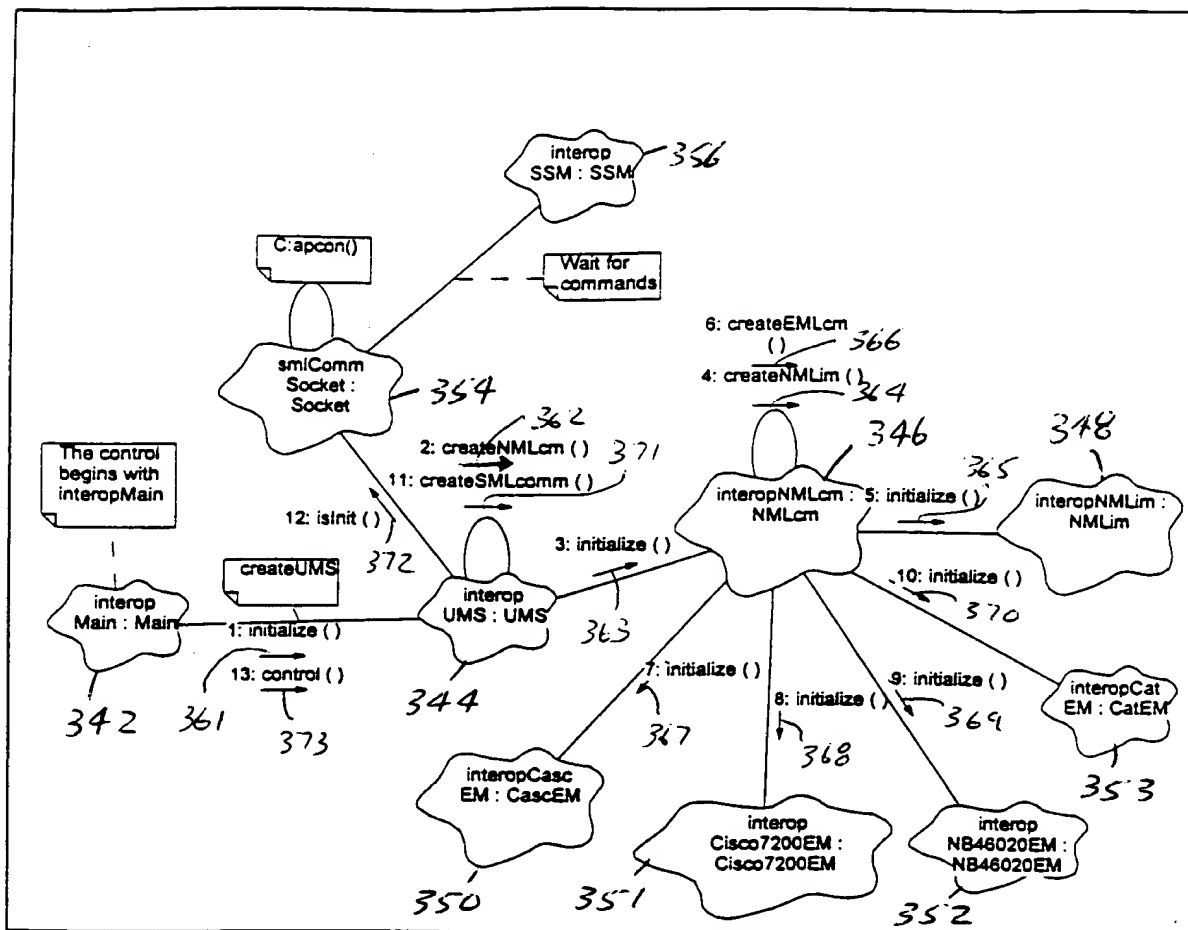 interop
SSM : SSM
356
C:apcon()
Wait for
commands
smlComm
Socket :
Socket
354
6: createEMLcm
( )
366
4: createNMLim( )
364
346
348
The control
begins with
interopMain
362
2: createNMLcm ( )
371
11: createSMLcomm ( )
interopNMLcm :
NMLcm
365
5: initialize ( )
interopNMLim :
NMLim
12: isInit ( )
372
3: initialize ( )
363
10: initialize ( )
370
createUMS
interop
Main : Main
interop
UMS : UMS
1: initialize ( )
361
13: control ( )
373
342
344
7: initialize ( )
367
8: initialize ( )
368
9: initialize ( )
369
interopCat
EM : CatEM
353
interopCasc
EM : CascEM
350
interop
Cisco7200EM :
Cisco7200EM
351
interop
NB46020EM :
NB46020EM
352